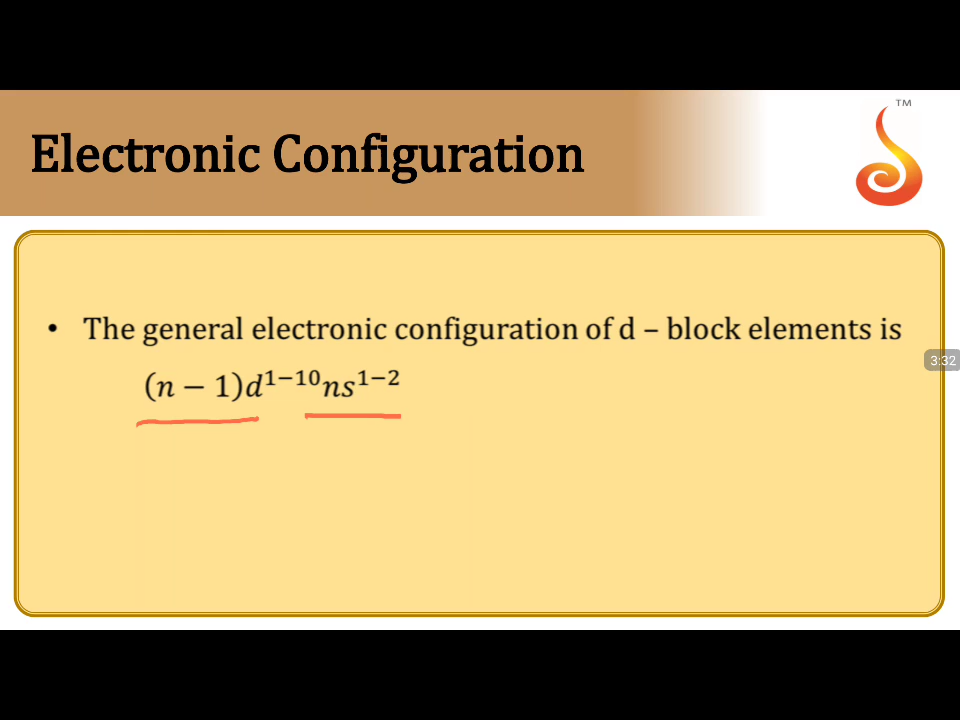 Electronic Configuration
TM
• The general electronic configuration of d – block elements is
(n − 1)d¹⁻¹⁰ns¹⁻²
3:32